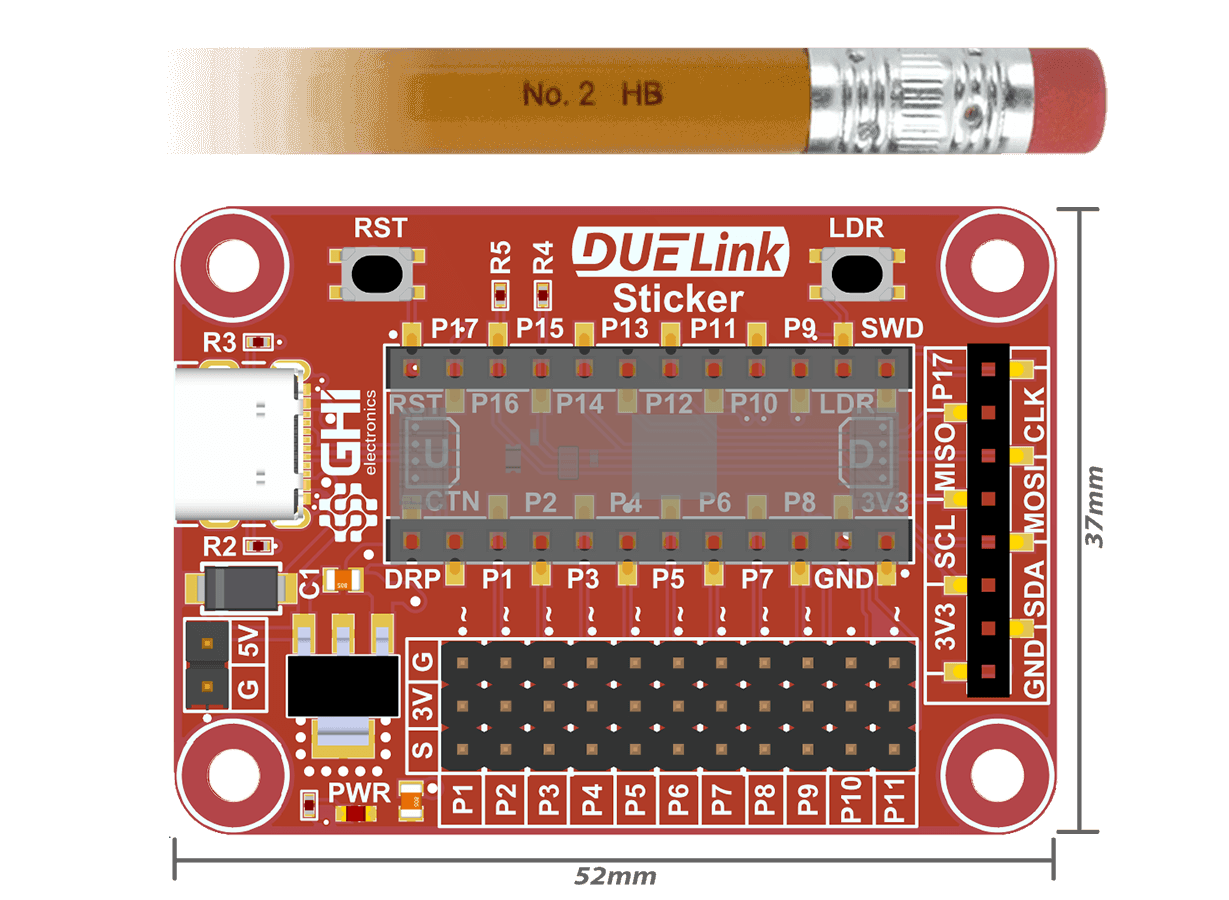 No. 2 HB
RST
LDR
R5
R4
DUELink
Sticker
P17 P15 P13 P11 P9 SWD
R3
RST P16 P14 P12 P10 LDR
GHI
electronics
U
D
CTN P2 P4 P6 P8 3V3
DRP P1 P3 P5 P7 GND
R2
C1
P17
CLK
MISO
MOSI
SCL
SDA
3V3
GND
~ ~ ~ ~ ~ ~ ~ ~ ~
5V
G
G
3V
S
PWR
P1 P2 P3 P4 P5 P6 P7 P8 P9 P10 P11
37mm
52mm